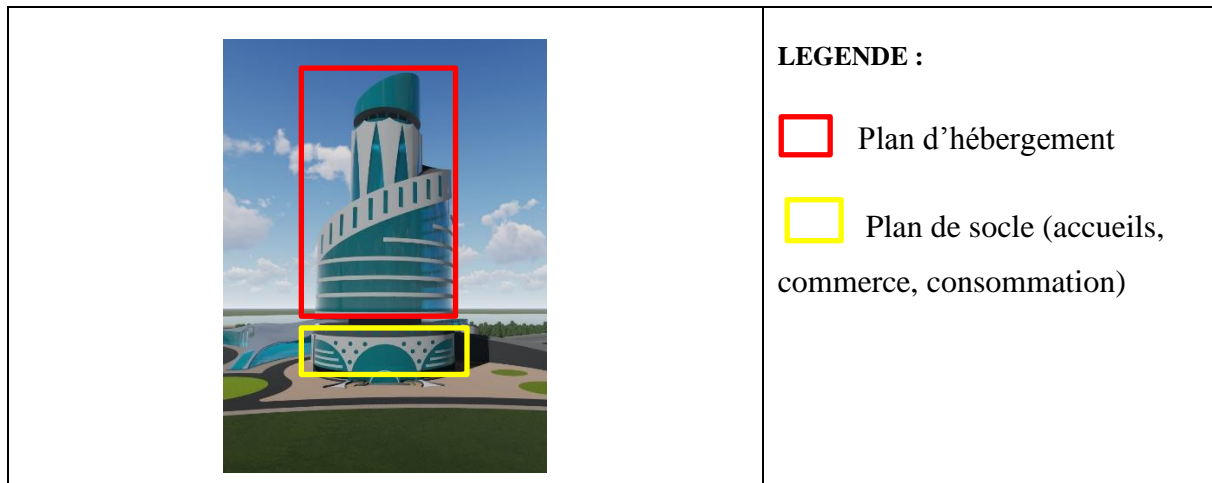 LEGENDE :
Plan d’hébergement
Plan de socle (accueils,
commerce, consommation)